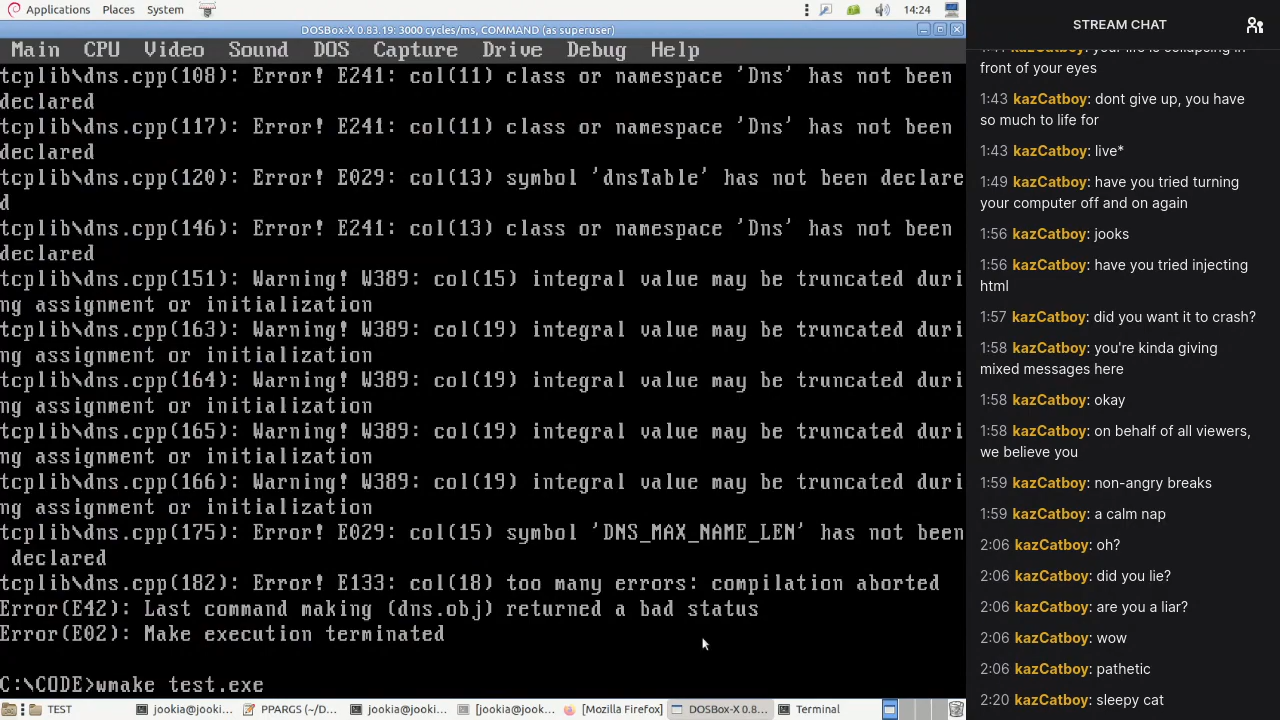 Applications Places System 14:24
DOSBox-X 0.83.19: 3000 cycles/ms, COMMAND (as superuser)
Main CPU Video Sound DOS Capture Drive Debug Help
tcplib\dns.cpp(108): Error! E241: col(11) class or namespace 'Dns' has not been
declared
tcplib\dns.cpp(117): Error! E241: col(11) class or namespace 'Dns' has not been
declared
tcplib\dns.cpp(120): Error! E029: col(13) symbol 'dnsTable' has not been declare
d
tcplib\dns.cpp(146): Error! E241: col(13) class or namespace 'Dns' has not been
declared
tcplib\dns.cpp(151): Warning! W389: col(15) integral value may be truncated duri
ng assignment or initialization
tcplib\dns.cpp(163): Warning! W389: col(19) integral value may be truncated duri
ng assignment or initialization
tcplib\dns.cpp(164): Warning! W389: col(19) integral value may be truncated duri
ng assignment or initialization
tcplib\dns.cpp(165): Warning! W389: col(19) integral value may be truncated duri
ng assignment or initialization
tcplib\dns.cpp(166): Warning! W389: col(19) integral value may be truncated duri
ng assignment or initialization
tcplib\dns.cpp(175): Error! E029: col(15) symbol 'DNS_MAX_NAME_LEN' has not been
declared
tcplib\dns.cpp(182): Error! E133: col(18) too many errors: compilation aborted
Error(E42): Last command making (dns.obj) returned a bad status
Error(E02): Make execution terminated
C:\CODE>wmake test.exe
TEST jookia@jooki... PPARGS (~/D... jookia@jooki... [jookia@jook... [Mozilla Firefox] DOSBox-X 0.8... Terminal
STREAM CHAT
front of your eyes
1:43 kazCatboy: dont give up, you have
so much to life for
1:43 kazCatboy: live*
1:49 kazCatboy: have you tried turning
your computer off and on again
1:56 kazCatboy: jooks
1:56 kazCatboy: have you tried injecting
html
1:57 kazCatboy: did you want it to crash?
1:58 kazCatboy: you're kinda giving
mixed messages here
1:58 kazCatboy: okay
1:58 kazCatboy: on behalf of all viewers,
we believe you
1:59 kazCatboy: non-angry breaks
1:59 kazCatboy: a calm nap
2:06 kazCatboy: oh?
2:06 kazCatboy: did you lie?
2:06 kazCatboy: are you a liar?
2:06 kazCatboy: wow
2:06 kazCatboy: pathetic
2:20 kazCatboy: sleepy cat